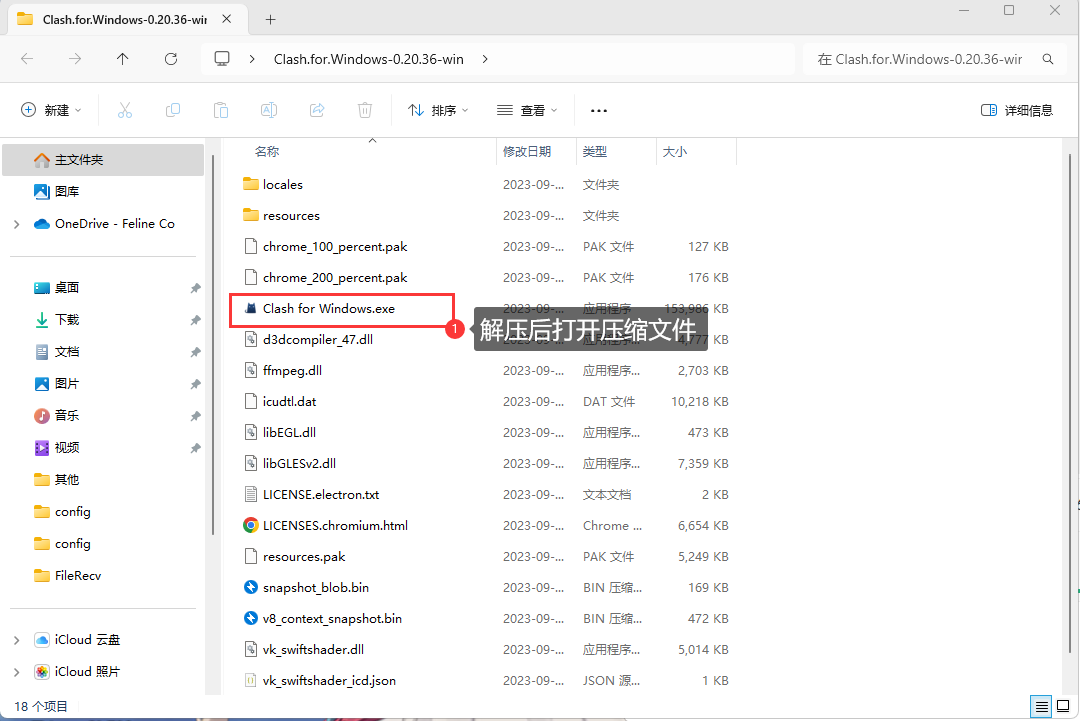 Clash.for.Windows-0.20.36-wir
Clash.for.Windows-0.20.36-win
在 Clash.for.Windows-0.20.36-wir
新建
排序
查看
详细信息
名称 修改日期 类型 大小
主文件夹
图库
OneDrive - Feline Co
桌面
下载
文档
图片
音乐
视频
其他
config
config
FileRecv
iCloud 云盘
iCloud 照片
locales 2023-09-... 文件夹
resources 2023-09-... 文件夹
chrome_100_percent.pak 2023-09-... PAK 文件 127 KB
chrome_200_percent.pak 2023-09-... PAK 文件 176 KB
Clash for Windows.exe 2023-09-... 应用程序 153,986 KB
1 解压后打开压缩文件
d3dcompiler_47.dll 2023-09-... 应用程序... 4,777 KB
ffmpeg.dll 2023-09-... 应用程序... 2,703 KB
icudtl.dat 2023-09-... DAT 文件 10,218 KB
libEGL.dll 2023-09-... 应用程序... 473 KB
libGLESv2.dll 2023-09-... 应用程序... 7,359 KB
LICENSE.electron.txt 2023-09-... 文本文档 2 KB
LICENSES.chromium.html 2023-09-... Chrome ... 6,654 KB
resources.pak 2023-09-... PAK 文件 5,249 KB
snapshot_blob.bin 2023-09-... BIN 压缩... 169 KB
v8_context_snapshot.bin 2023-09-... BIN 压缩... 472 KB
vk_swiftshader.dll 2023-09-... 应用程序... 5,014 KB
vk_swiftshader_icd.json 2023-09-... JSON 源... 1 KB
18 个项目